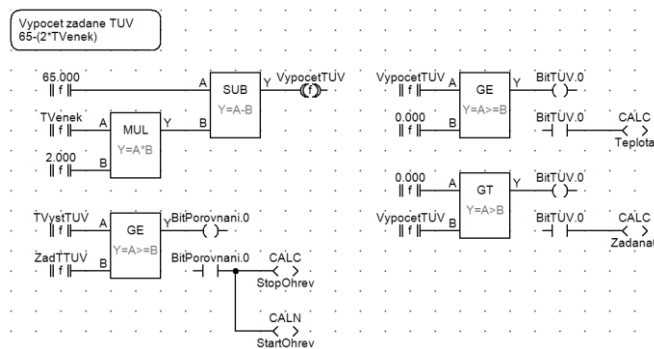 Vypocet zadane TUV
65-(2*TVenek)
65.000
A
SUB
Y
VypocetTUV
f
f
Y=A-B
TVenek
A
MUL
Y
B
f
Y=A*B
2.000
B
f
VypocetTUV
A
GE
Y
BitTUV.0
f
Y=A>=B
0.000
B
BitTUV.0
CALC
f
Teplota
0.000
A
GT
Y
BitTUV.0
f
Y=A>B
VypocetTUV
B
BitTUV.0
CALC
f
TVystTUV
A
GE
Y
BitPorovnani.0
f
Y=A>=B
ZadTTUV
B
BitPorovnani.0
CALC
f
StopOhrev
CALN
StartOhrev